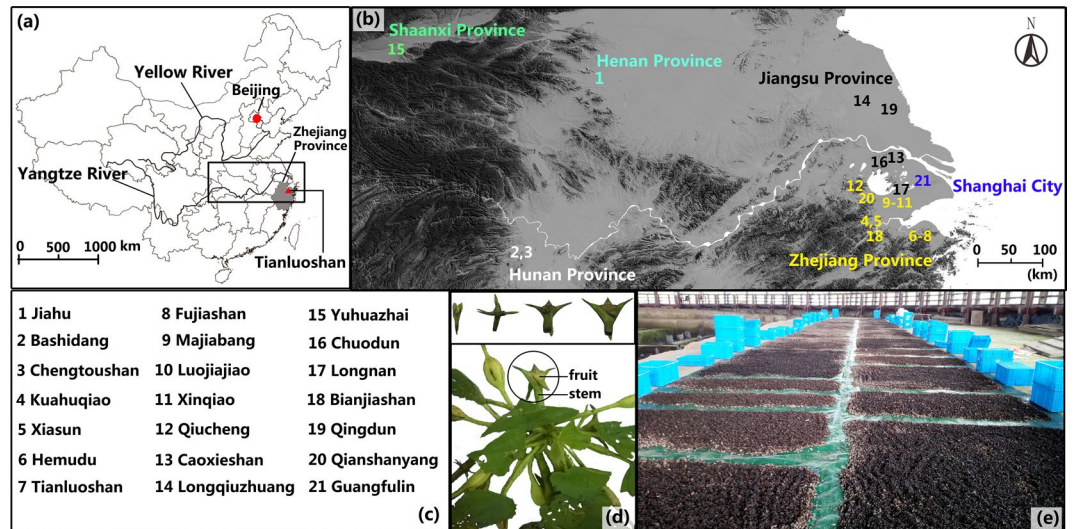 (a)
Yellow River
Beijing
Zhejiang
Province
Yangtze River
0 500 1000 km
Tianluoshan
(b)
Shaanxi Province
15
Henan Province
1
Jiangsu Province
14
19
N
16
13
12
20
17
21
9-11
Shanghai City
4,5
18
6-8
Zhejiang Province
2,3
Hunan Province
0 50 100
(km)
1 Jiahu
2 Bashidang
3 Chengtoushan
4 Kuahuqiao
5 Xiasun
6 Hemudu
7 Tianluoshan
8 Fujiashan
9 Majiabang
10 Luojiajiao
11 Xinqiao
12 Qiucheng
13 Caoxieshan
14 Longqiuzhuang
15 Yuhuazhai
16 Chuodun
17 Longnan
18 Bianjiashan
19 Qingdun
20 Qianshanyang
21 Guangfulin
(c)
fruit
stem
(d)
(e)